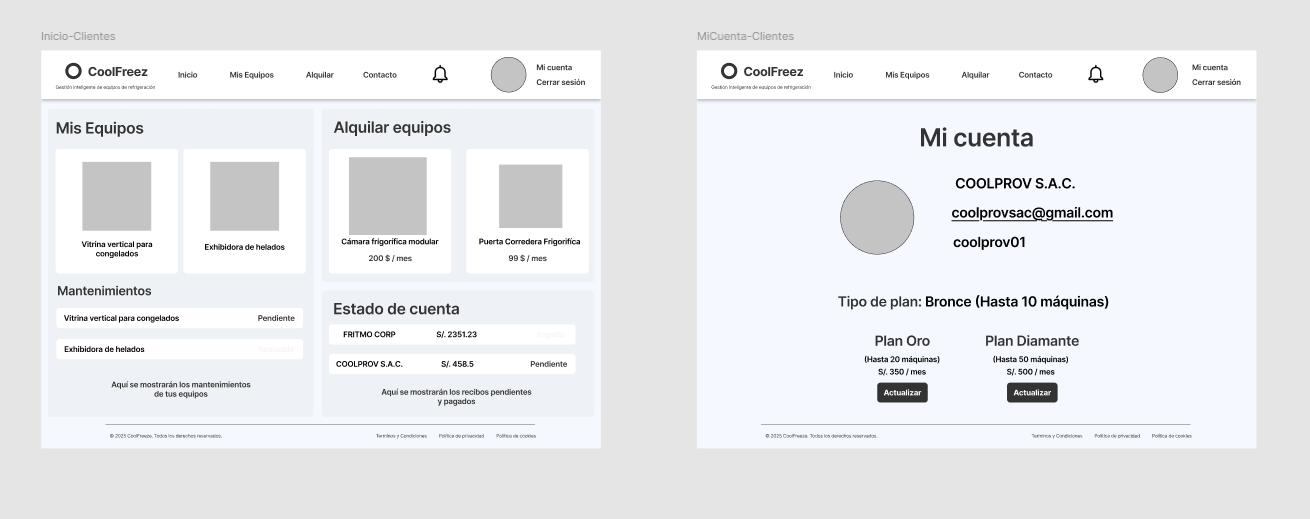 Inicio-Clientes
CoolFreez
Gestión inteligente de equipos de refrigeración
Inicio
Mis Equipos
Alquilar
Contacto
Mi cuenta
Cerrar sesión
Mis Equipos
Vitrina vertical para
congelados
Exhibidora de helados
Mantenimientos
Vitrina vertical para congelados
Pendiente
Exhibidora de helados
Aquí se mostrarán los mantenimientos
de tus equipos
Alquilar equipos
Cámara frigorífica modular
200 $ / mes
Puerta Corredera Frigorífica
99 $ / mes
Estado de cuenta
FRITMO CORP
S/. 2351.23
COOLPROV S.A.C.
S/. 458.5
Pendiente
Aquí se mostrarán los recibos pendientes
y pagados
© 2025 CoolFreeze. Todos los derechos reservados.
Terminos y Condiciones
Política de privacidad
Política de cookies
MiCuenta-Clientes
CoolFreez
Gestión inteligente de equipos de refrigeración
Inicio
Mis Equipos
Alquilar
Contacto
Mi cuenta
Cerrar sesión
Mi cuenta
COOLPROV S.A.C.
coolprovsac@gmail.com
coolprov01
Tipo de plan: Bronce (Hasta 10 máquinas)
Plan Oro
(Hasta 20 máquinas)
S/. 350 / mes
Actualizar
Plan Diamante
(Hasta 50 máquinas)
S/. 500 / mes
Actualizar
© 2025 CoolFreeze. Todos los derechos reservados.
Terminos y Condiciones
Política de privacidad
Política de cookies